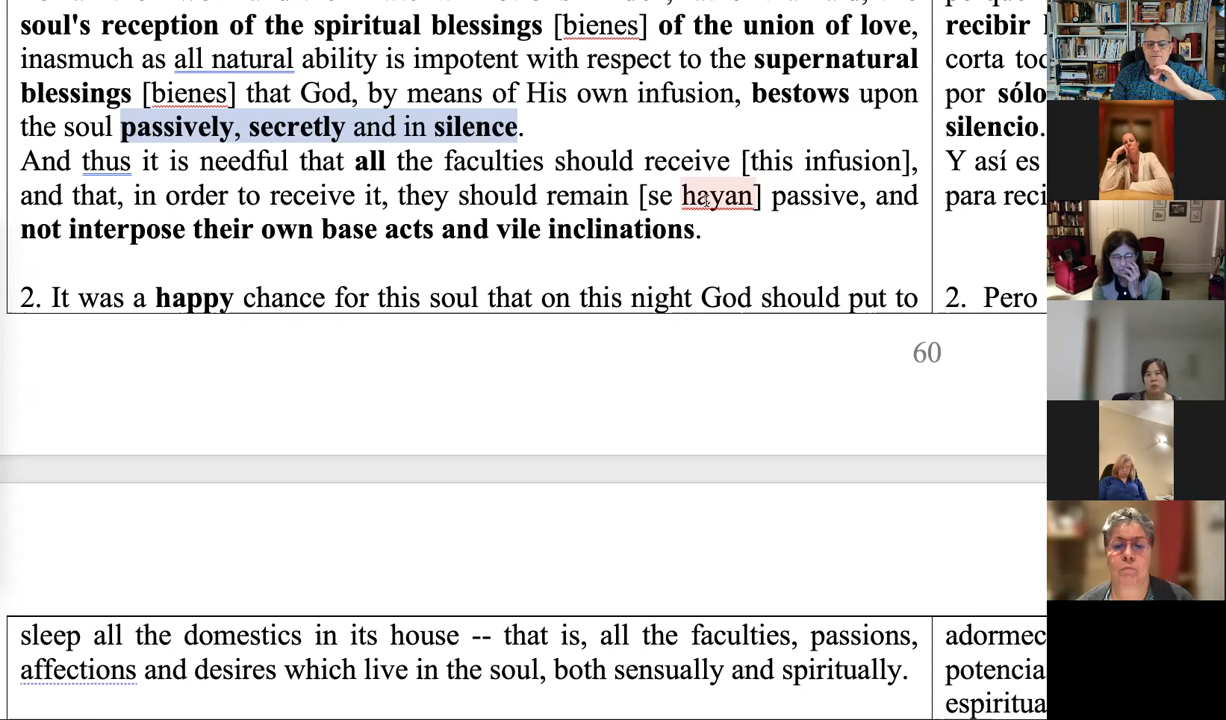 soul's reception of the spiritual blessings [bienes] of the union of love,
inasmuch as all natural ability is impotent with respect to the supernatural
blessings [bienes] that God, by means of His own infusion, bestows upon
the soul passively, secretly and in silence.
And thus it is needful that all the faculties should receive [this infusion],
and that, in order to receive it, they should remain [se hayan] passive, and
not interpose their own base acts and vile inclinations.
2. It was a happy chance for this soul that on this night God should put to
recibir
corta
por sólo
silencio.
Y así es
para
2. Pero
60
sleep all the domestics in its house -- that is, all the faculties, passions,
affections and desires which live in the soul, both sensually and spiritually.